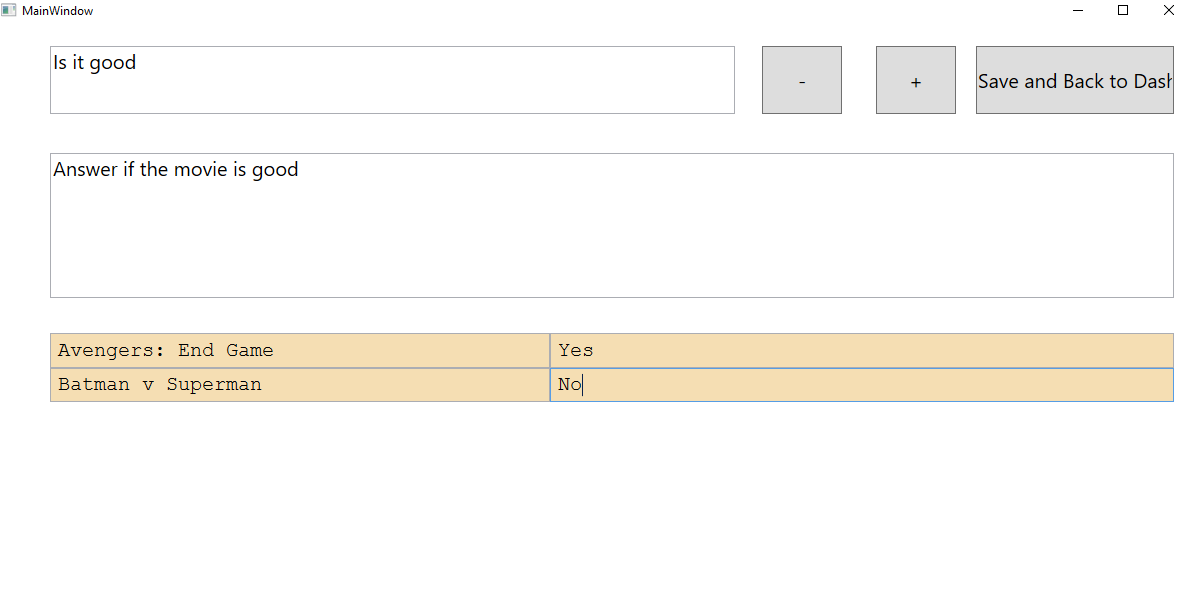 MainWindow
Is it good
-
+
Save and Back to Dash
Answer if the movie is good
Avengers: End Game Yes
Batman v Superman No